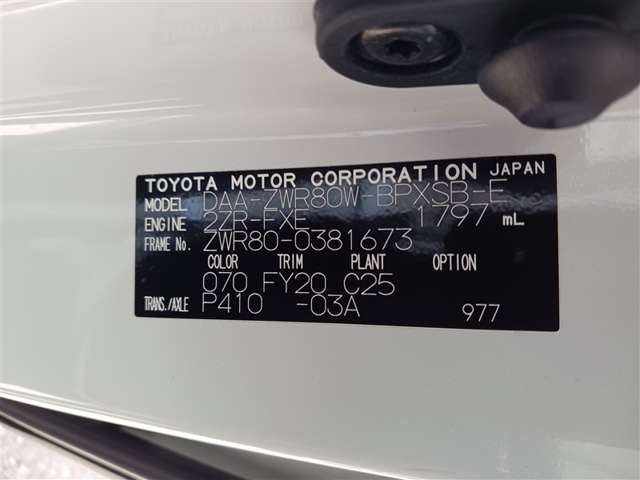 TOYOTA MOTOR CORPORATION JAPAN
MODEL DAA-ZWR80W-BPXSB-E
ENGINE 2ZR-FXE 1797 mL
FRAME No. ZWR80-0381673
COLOR TRIM PLANT OPTION
070 FY20 C25
TRANS./AXLE P410 -03A 977